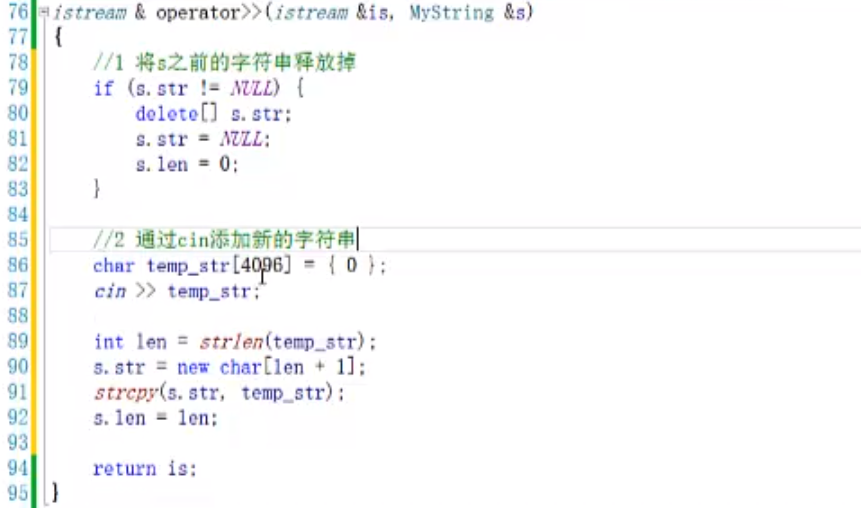 76 istream & operator>>(istream &is, MyString &s)
77 {
78 //1 将s之前的字符串释放掉
79 if (s.str != NULL) {
80 delete[] s.str;
81 s.str = NULL;
82 s.len = 0;
83 }
84
85 //2 通过cin添加新的字符串
86 char temp_str[4096] = { 0 };
87 cin >> temp_str;
88
89 int len = strlen(temp_str);
90 s.str = new char[len + 1];
91 strcpy(s.str, temp_str);
92 s.len = len;
93
94 return is;
95 }